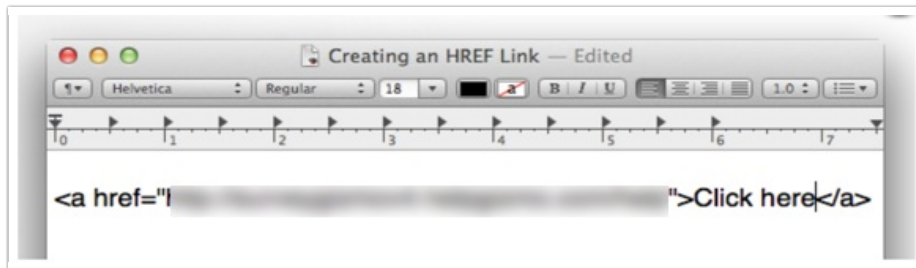 Creating an HREF Link — Edited
¶ Helvetica Regular 18 a B I U 1.0
0 1 2 3 4 5 6 7
<a href="h ">Click here</a>